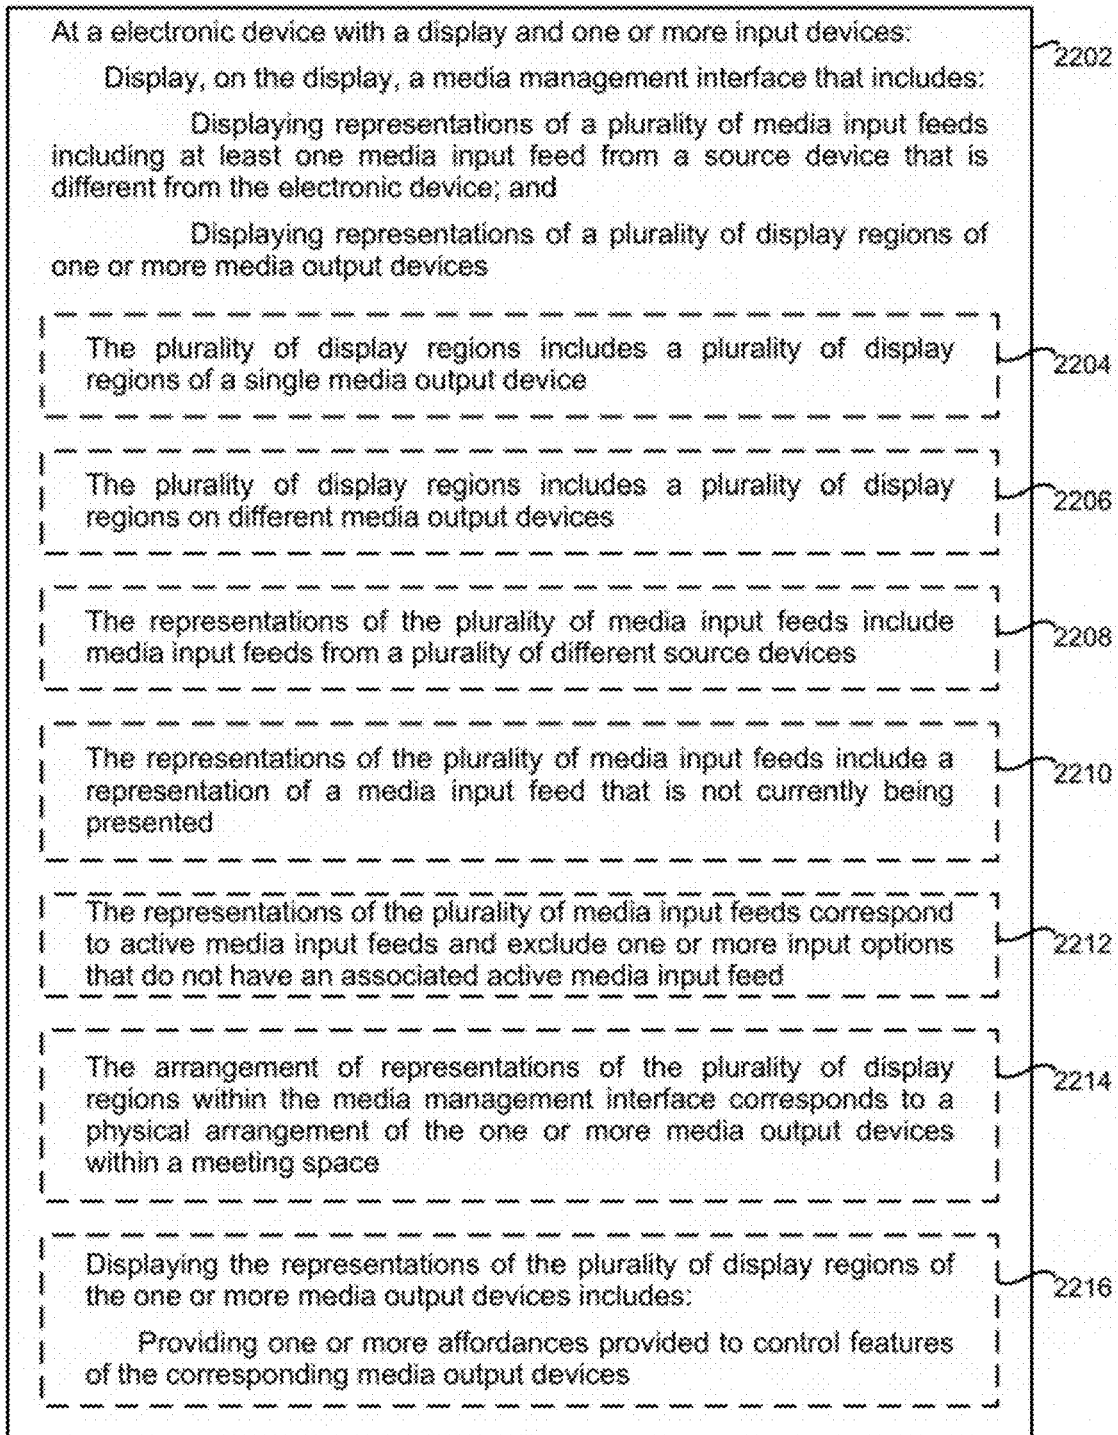 At a electronic device with a display and one or more input devices:
2202
Display, on the display, a media management interface that includes:
Displaying representations of a plurality of media input feeds
including at least one media input feed from a source device that is
different from the electronic device; and
Displaying representations of a plurality of display regions of
one or more media output devices
The plurality of display regions includes a plurality of display
regions of a single media output device
2204
The plurality of display regions includes a plurality of display
regions on different media output devices
2206
The representations of the plurality of media input feeds include
media input feeds from a plurality of different source devices
2208
The representations of the plurality of media input feeds include a
representation of a media input feed that is not currently being
presented
2210
The representations of the plurality of media input feeds correspond
to active media input feeds and exclude one or more input options
that do not have an associated active media input feed
2212
The arrangement of representations of the plurality of display
regions within the media management interface corresponds to a
physical arrangement of the one or more media output devices
within a meeting space
2214
Displaying the representations of the plurality of display regions of
the one or more media output devices includes:
2216
Providing one or more affordances provided to control features
of the corresponding media output devices